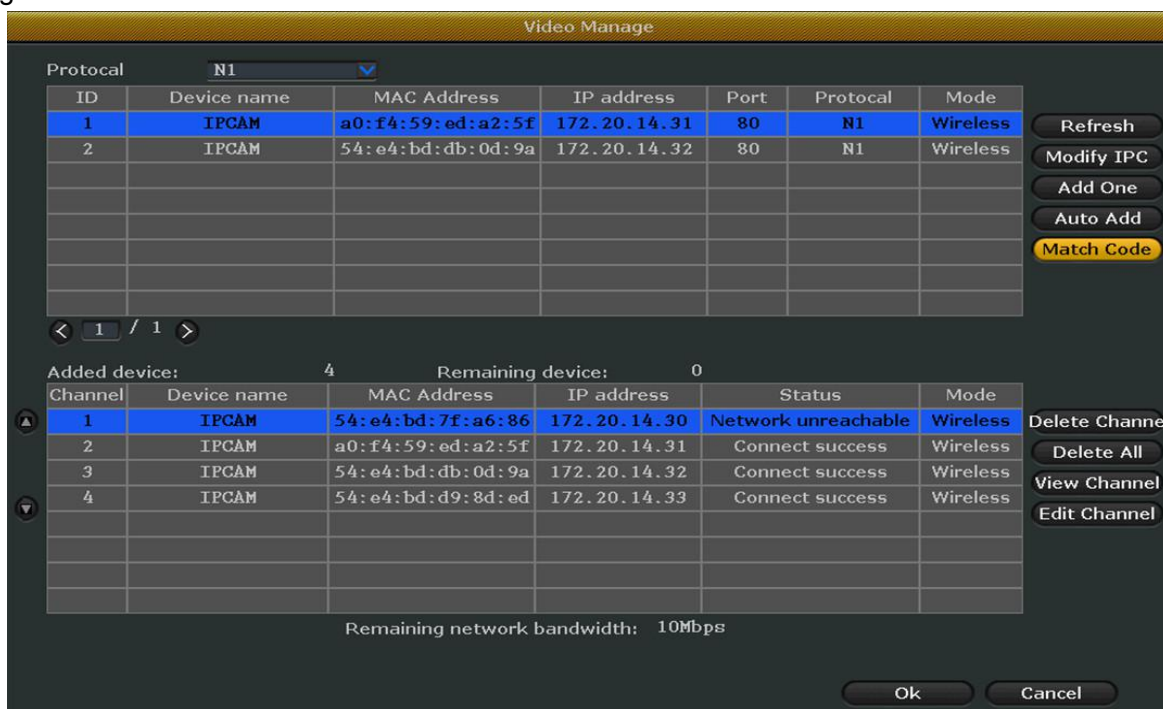 g
Video Manage
Protocal N1
ID Device name MAC Address IP address Port Protocal Mode
1 IPCAM a0:f4:59:ed:a2:5f 172.20.14.31 80 N1 Wireless
2 IPCAM 54:e4:bd:db:0d:9a 172.20.14.32 80 N1 Wireless
Refresh
Modify IPC
Add One
Auto Add
Match Code
1 / 1
Added device: 4 Remaining device: 0
Channel Device name MAC Address IP address Status Mode
1 IPCAM 54:e4:bd:7f:a6:86 172.20.14.30 Network unreachable Wireless
2 IPCAM a0:f4:59:ed:a2:5f 172.20.14.31 Connect success Wireless
3 IPCAM 54:e4:bd:db:0d:9a 172.20.14.32 Connect success Wireless
4 IPCAM 54:e4:bd:d9:8d:ed 172.20.14.33 Connect success Wireless
Delete Channe
Delete All
View Channel
Edit Channel
Remaining network bandwidth: 10Mbps
Ok Cancel